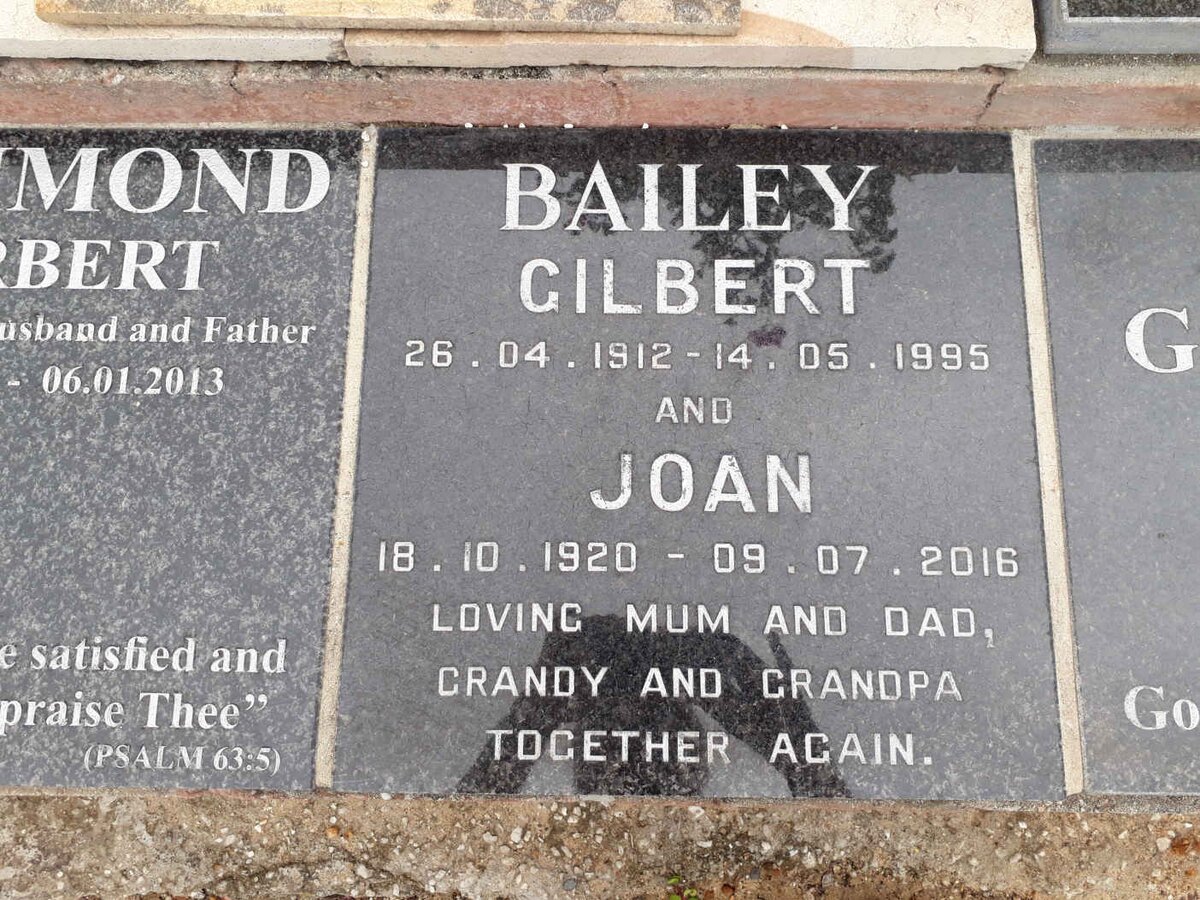 MOND
RBERT
usband and Father
- 06.01.2013
e satisfied and
praise Thee”
(PSALM 63:5)
BAILEY
GILBERT
26.04.1912-14.05.1995
AND
JOAN
18.10.1920 - 09.07.2016
LOVING MUM AND DAD,
GRANDY AND GRANDPA
TOGETHER AGAIN.
G
Go